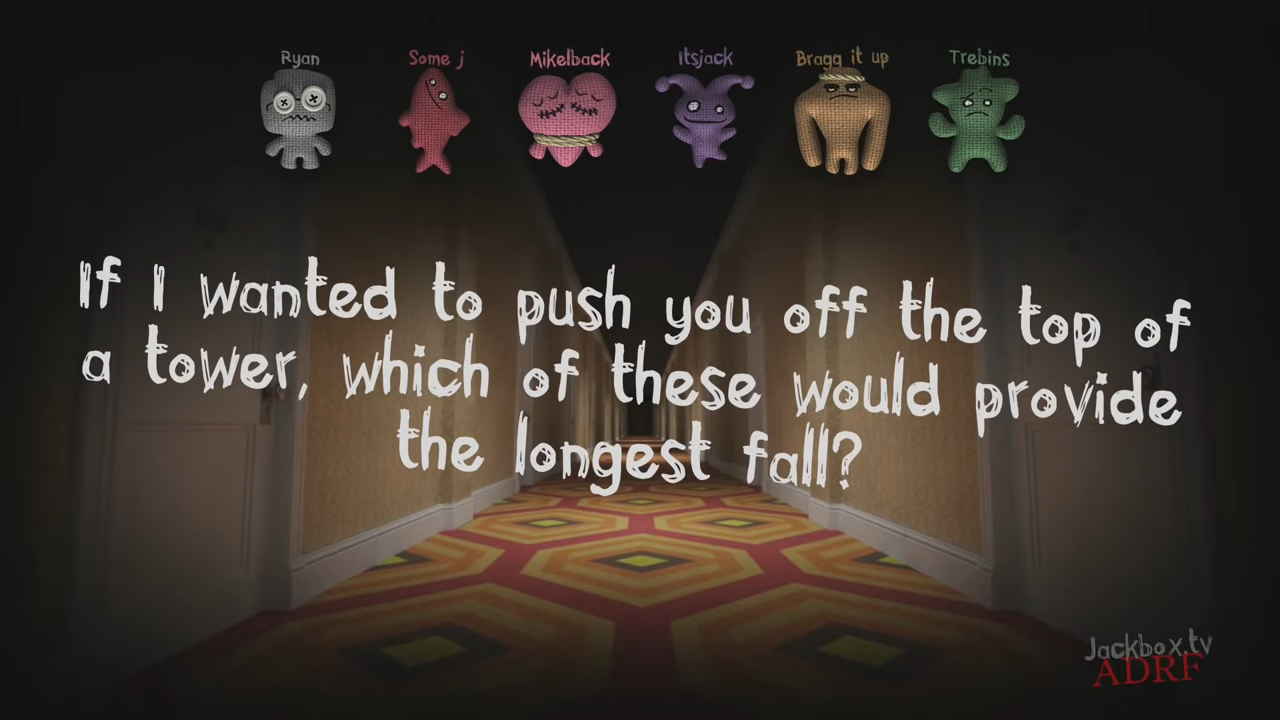 Ryan
Some j
Mikelback
Itsjack
Bragg it up
Trebins
If I wanted to push you off the top of
a tower, which of these would provide
the longest fall?
Jackbox.tv
ADRF